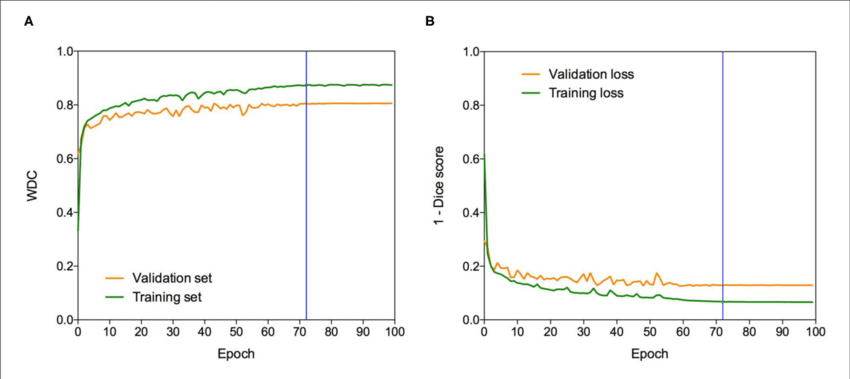 A
1.0
0.8
0.6
0.4
0.2
0.0
WDC
Validation set
Training set
0 10 20 30 40 50 60 70 80 90 100
Epoch
B
1.0
0.8
0.6
0.4
0.2
0.0
1 - Dice score
Validation loss
Training loss
0 10 20 30 40 50 60 70 80 90 100
Epoch